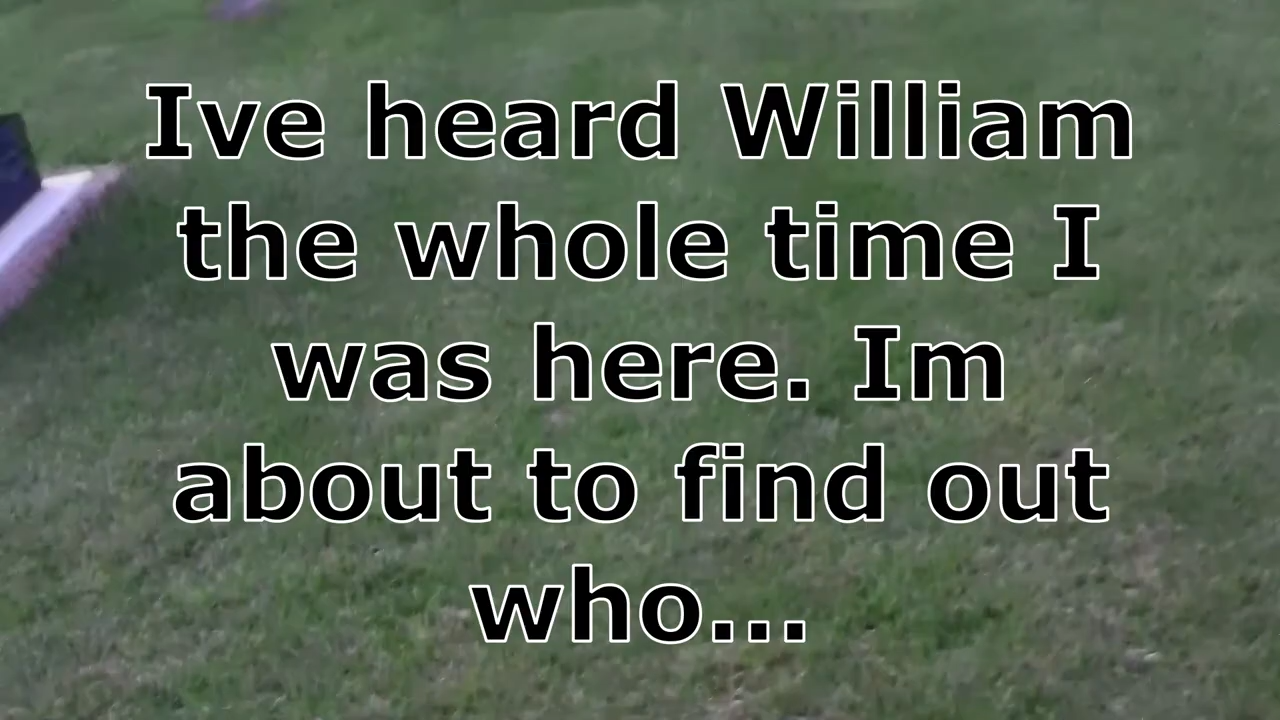 Ive heard William
the whole time I
was here. Im
about to find out
who...